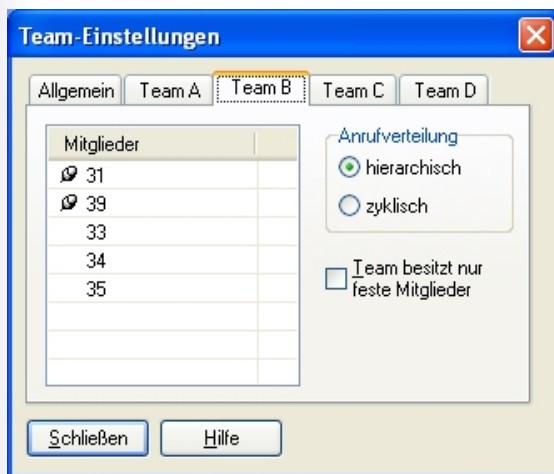 Team-Einstellungen
Allgemein
Team A
Team B
Team C
Team D
Mitglieder
31
39
33
34
35
Anrufverteilung
hierarchisch
zyklisch
Team besitzt nur
feste Mitglieder
Schließen
Hilfe